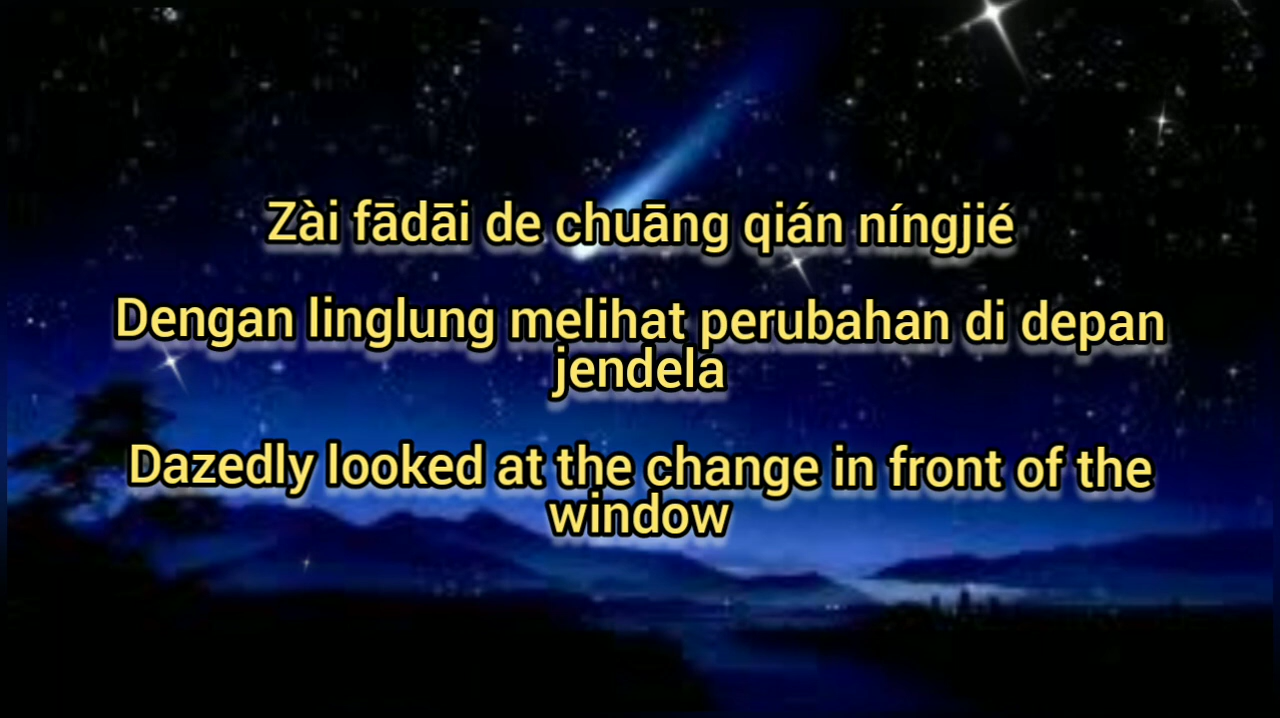 Zài fādāi de chuāng qián níngjié
Dengan linglung melihat perubahan di depan
jendela
Dazedly looked at the change in front of the
window